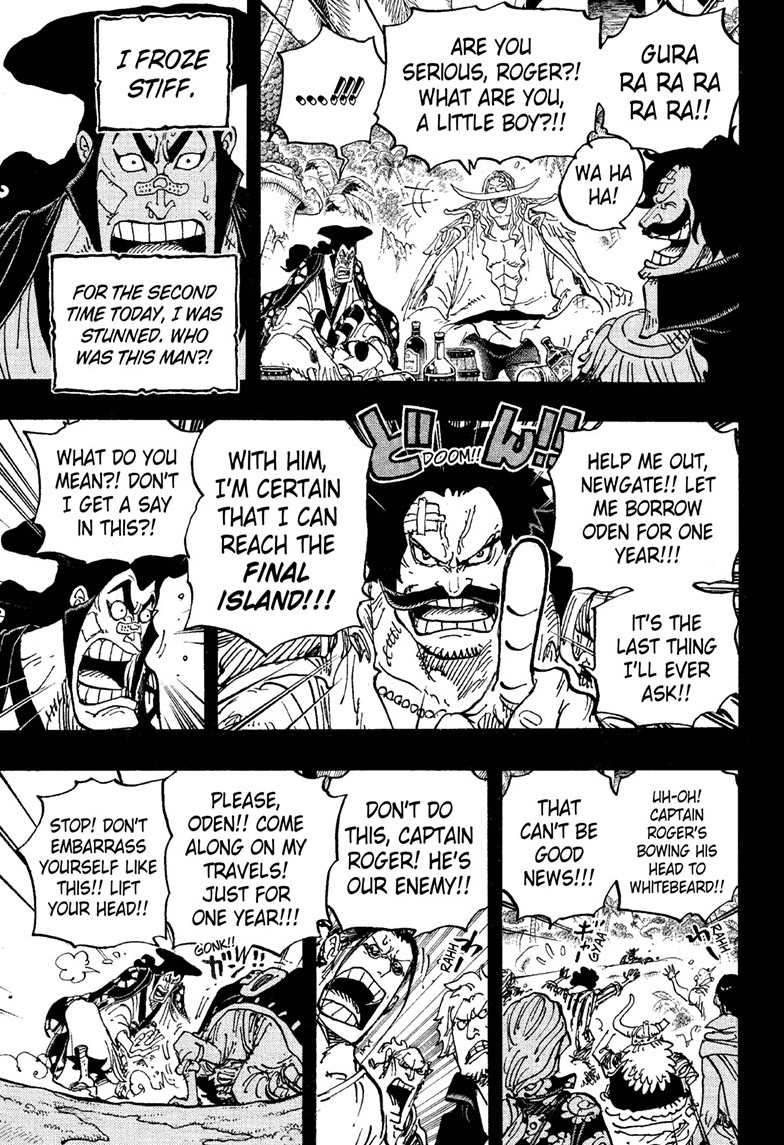 GURA
RA RA RA
RA RA!!
ARE YOU
SERIOUS, ROGER?!
WHAT ARE YOU,
A LITTLE BOY?!!
WA HA
HA!
...!!!
I FROZE
STIFF.
FOR THE SECOND
TIME TODAY, I WAS
STUNNED. WHO
WAS THIS MAN?!
HELP ME OUT,
NEWGATE!! LET
ME BORROW
ODEN FOR ONE
YEAR!!!
IT'S THE
LAST THING
I'LL EVER
ASK!!
どん!!
DOOM!!
WITH HIM,
I'M CERTAIN
THAT I CAN
REACH THE
FINAL
ISLAND!!!
WHAT DO YOU
MEAN?! DON'T
I GET A SAY
IN THIS?!
UH-OH!
CAPTAIN
ROGER'S
BOWING HIS
HEAD TO
WHITEBEARD!!
THAT
CAN'T BE
GOOD
NEWS!!!
RAHH
GYAA
DON'T DO
THIS, CAPTAIN
ROGER! HE'S
OUR ENEMY!!
RAHH
PLEASE,
ODEN!! COME
ALONG ON MY
TRAVELS!
JUST FOR
ONE YEAR!!!
GONK!!
ガン!!
STOP! DON'T
EMBARRASS
YOURSELF LIKE
THIS!! LIFT
YOUR HEAD!!